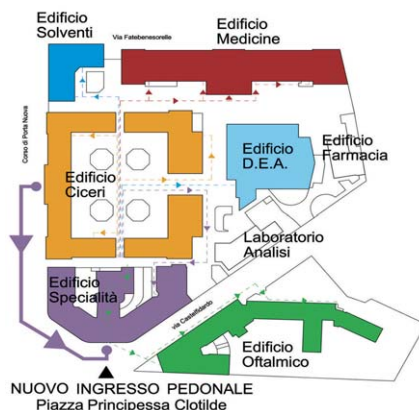 Edificio
Solventi
Via Fatebenesorelle
Edificio
Medicine
Corso di Porta Nuova
Edificio
Ciceri
Edificio
D.E.A.
Edificio
Farmacia
Laboratorio
Analisi
Edificio
Specialità
via Castelfidardo
Edificio
Oftalmico
NUOVO INGRESSO PEDONALE
Piazza Principessa Clotilde